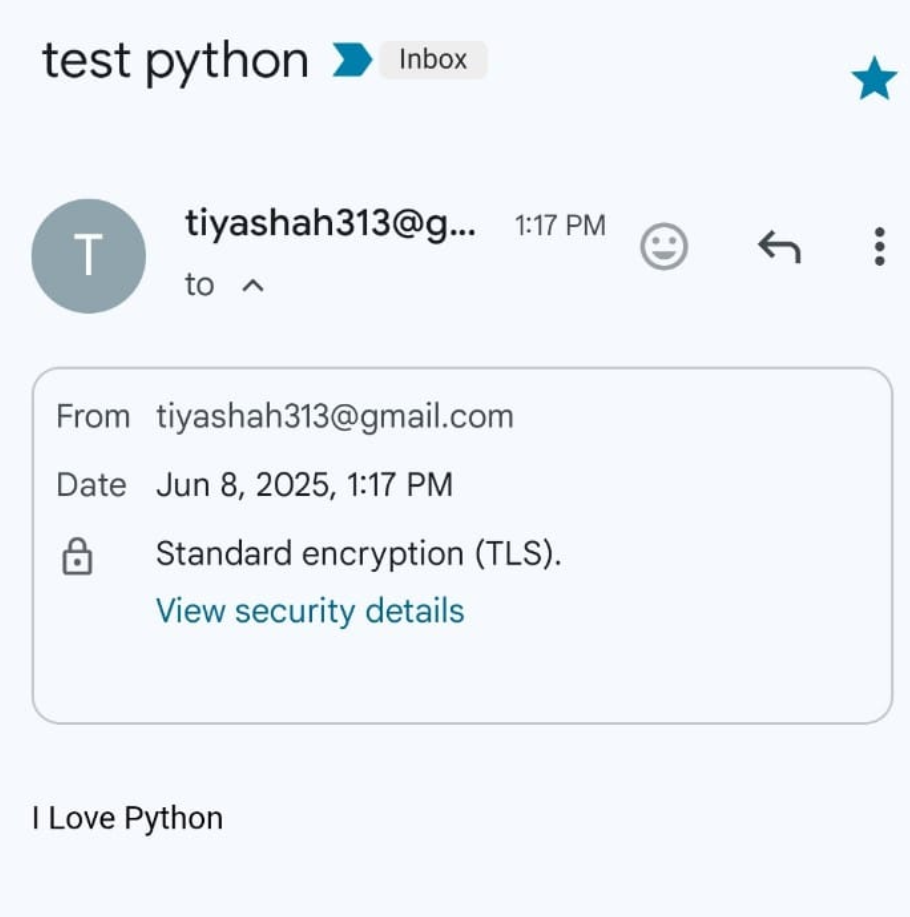 test python Inbox
T
tiyashah313@g... 1:17 PM
to
From tiyashah313@gmail.com
Date Jun 8, 2025, 1:17 PM
Standard encryption (TLS).
View security details
I Love Python